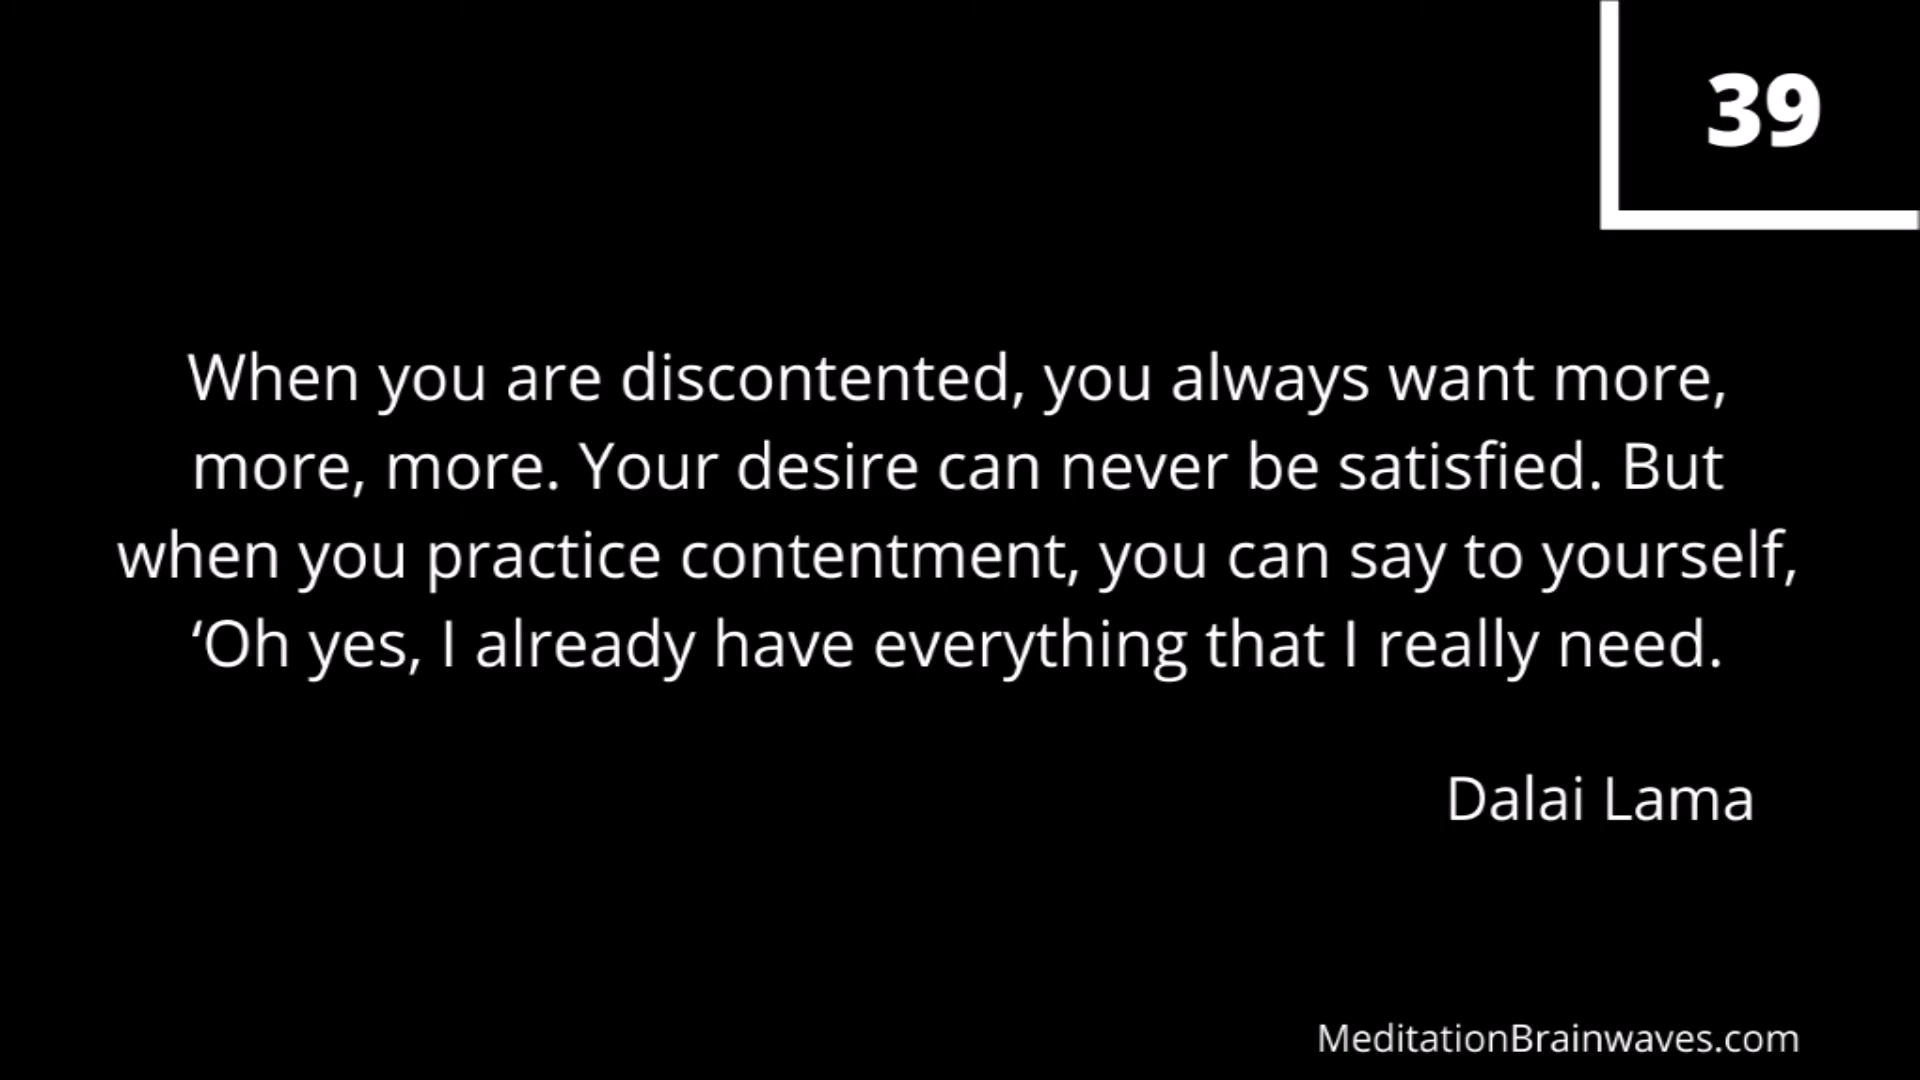 39
When you are discontented, you always want more,
more, more. Your desire can never be satisfied. But
when you practice contentment, you can say to yourself,
‘Oh yes, I already have everything that I really need.
Dalai Lama
MeditationBrainwaves.com